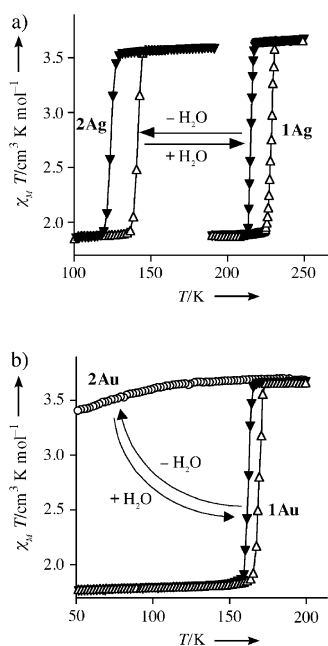 a)
χM T/cm3 K mol–1
3.5
3.0
2.5
2.0
2Ag
1Ag
– H2O
+ H2O
100
150
200
250
T/K
b)
χM T/cm3 K mol–1
3.5
3.0
2.5
2.0
2Au
1Au
– H2O
+ H2O
50
100
150
200
T/K